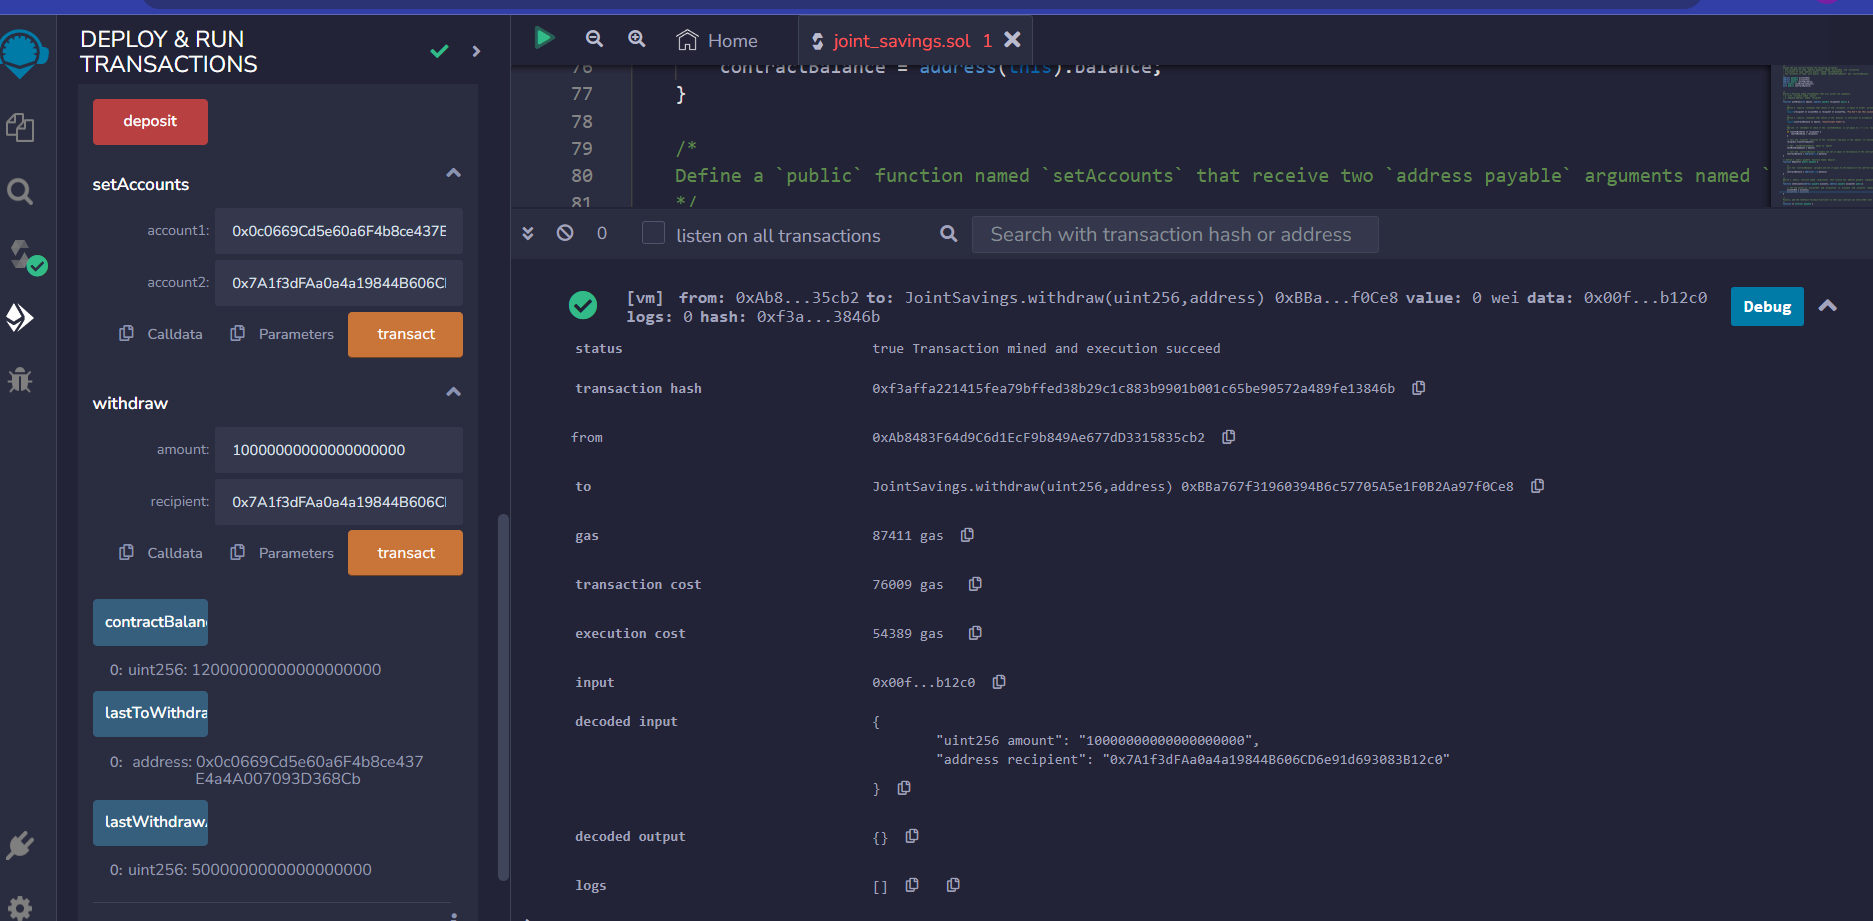 DEPLOY & RUN
TRANSACTIONS
deposit
setAccounts
account1: 0x0c0669Cd5e60a6F4b8ce437E
account2: 0x7A1f3dFAa0a4a19844B606C
Calldata Parameters transact
withdraw
amount: 10000000000000000000
recipient: 0x7A1f3dFAa0a4a19844B606C
Calldata Parameters transact
contractBalan
0: uint256: 12000000000000000000
lastToWithdra
0: address: 0x0c0669Cd5e60a6F4b8ce437
E4a4A007093D368Cb
lastWithdraw
0: uint256: 5000000000000000000
Home joint_savings.sol 1
76 contractBalance = address(this).balance;
77 }
78
79 /*
80 Define a `public` function named `setAccounts` that receive two `address payable` arguments named `
81 */
0 listen on all transactions Search with transaction hash or address
[vm] from: 0xAb8...35cb2 to: JointSavings.withdraw(uint256,address) 0xBBa...f0Ce8 value: 0 wei data: 0x00f...b12c0
logs: 0 hash: 0xf3a...3846b
Debug
status true Transaction mined and execution succeed
transaction hash 0xf3affa221415fea79bffed38b29c1c883b9901b001c65be90572a489fe13846b
from 0xAb8483F64d9C6d1EcF9b849Ae677dD3315835cb2
to JointSavings.withdraw(uint256,address) 0xBBa767f31960394B6c57705A5e1F0B2Aa97f0Ce8
gas 87411 gas
transaction cost 76009 gas
execution cost 54389 gas
input 0x00f...b12c0
decoded input {
"uint256 amount": "10000000000000000000",
"address recipient": "0x7A1f3dFAa0a4a19844B606CD6e91d693083B12c0"
}
decoded output {}
logs []